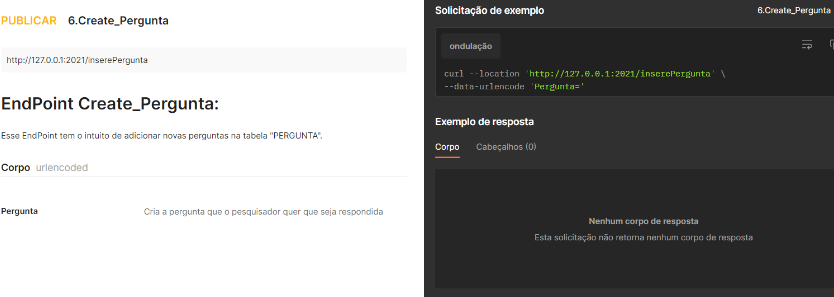 PUBLICAR 6.Create_Pergunta
http://127.0.0.1:2021/inserePergunta
EndPoint Create_Pergunta:
Esse EndPoint tem o intuito de adicionar novas perguntas na tabela "PERGUNTA".
Corpo urlencoded
Pergunta Cria a pergunta que o pesquisador quer que seja respondida
Solicitação de exemplo 6.Create_Pergunta
ondulação
curl --location 'http://127.0.0.1:2021/inserePergunta' \
--data-urlencode 'Pergunta='
Exemplo de resposta
Corpo Cabeçalhos (0)
Nenhum corpo de resposta
Esta solicitação não retorna nenhum corpo de resposta